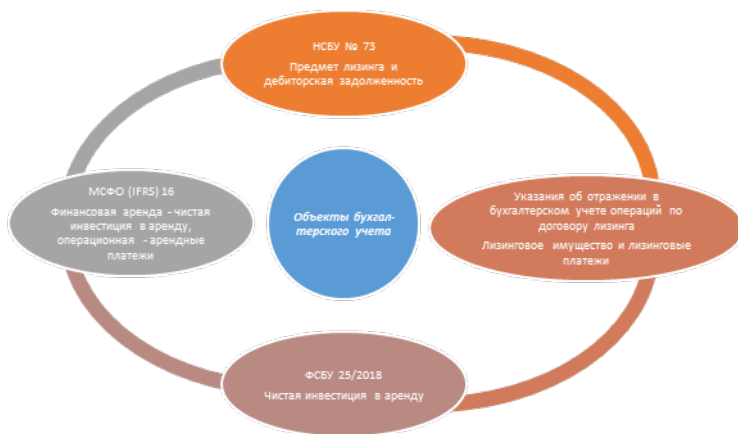 НСБУ № 73
Предмет лизинга и
дебиторская задолженность
МСФО (IFRS) 16
Финансовая аренда - чистая
инвестиция в аренду,
операционная - арендные
платежи
Объекты бухгал-
терского учета
Указания об отражении в
бухгалтерском учете операций по
договору лизинга
Лизинговое имущество и лизинговые
платежи
ФСБУ 25/2018
Чистая инвестиция в аренду